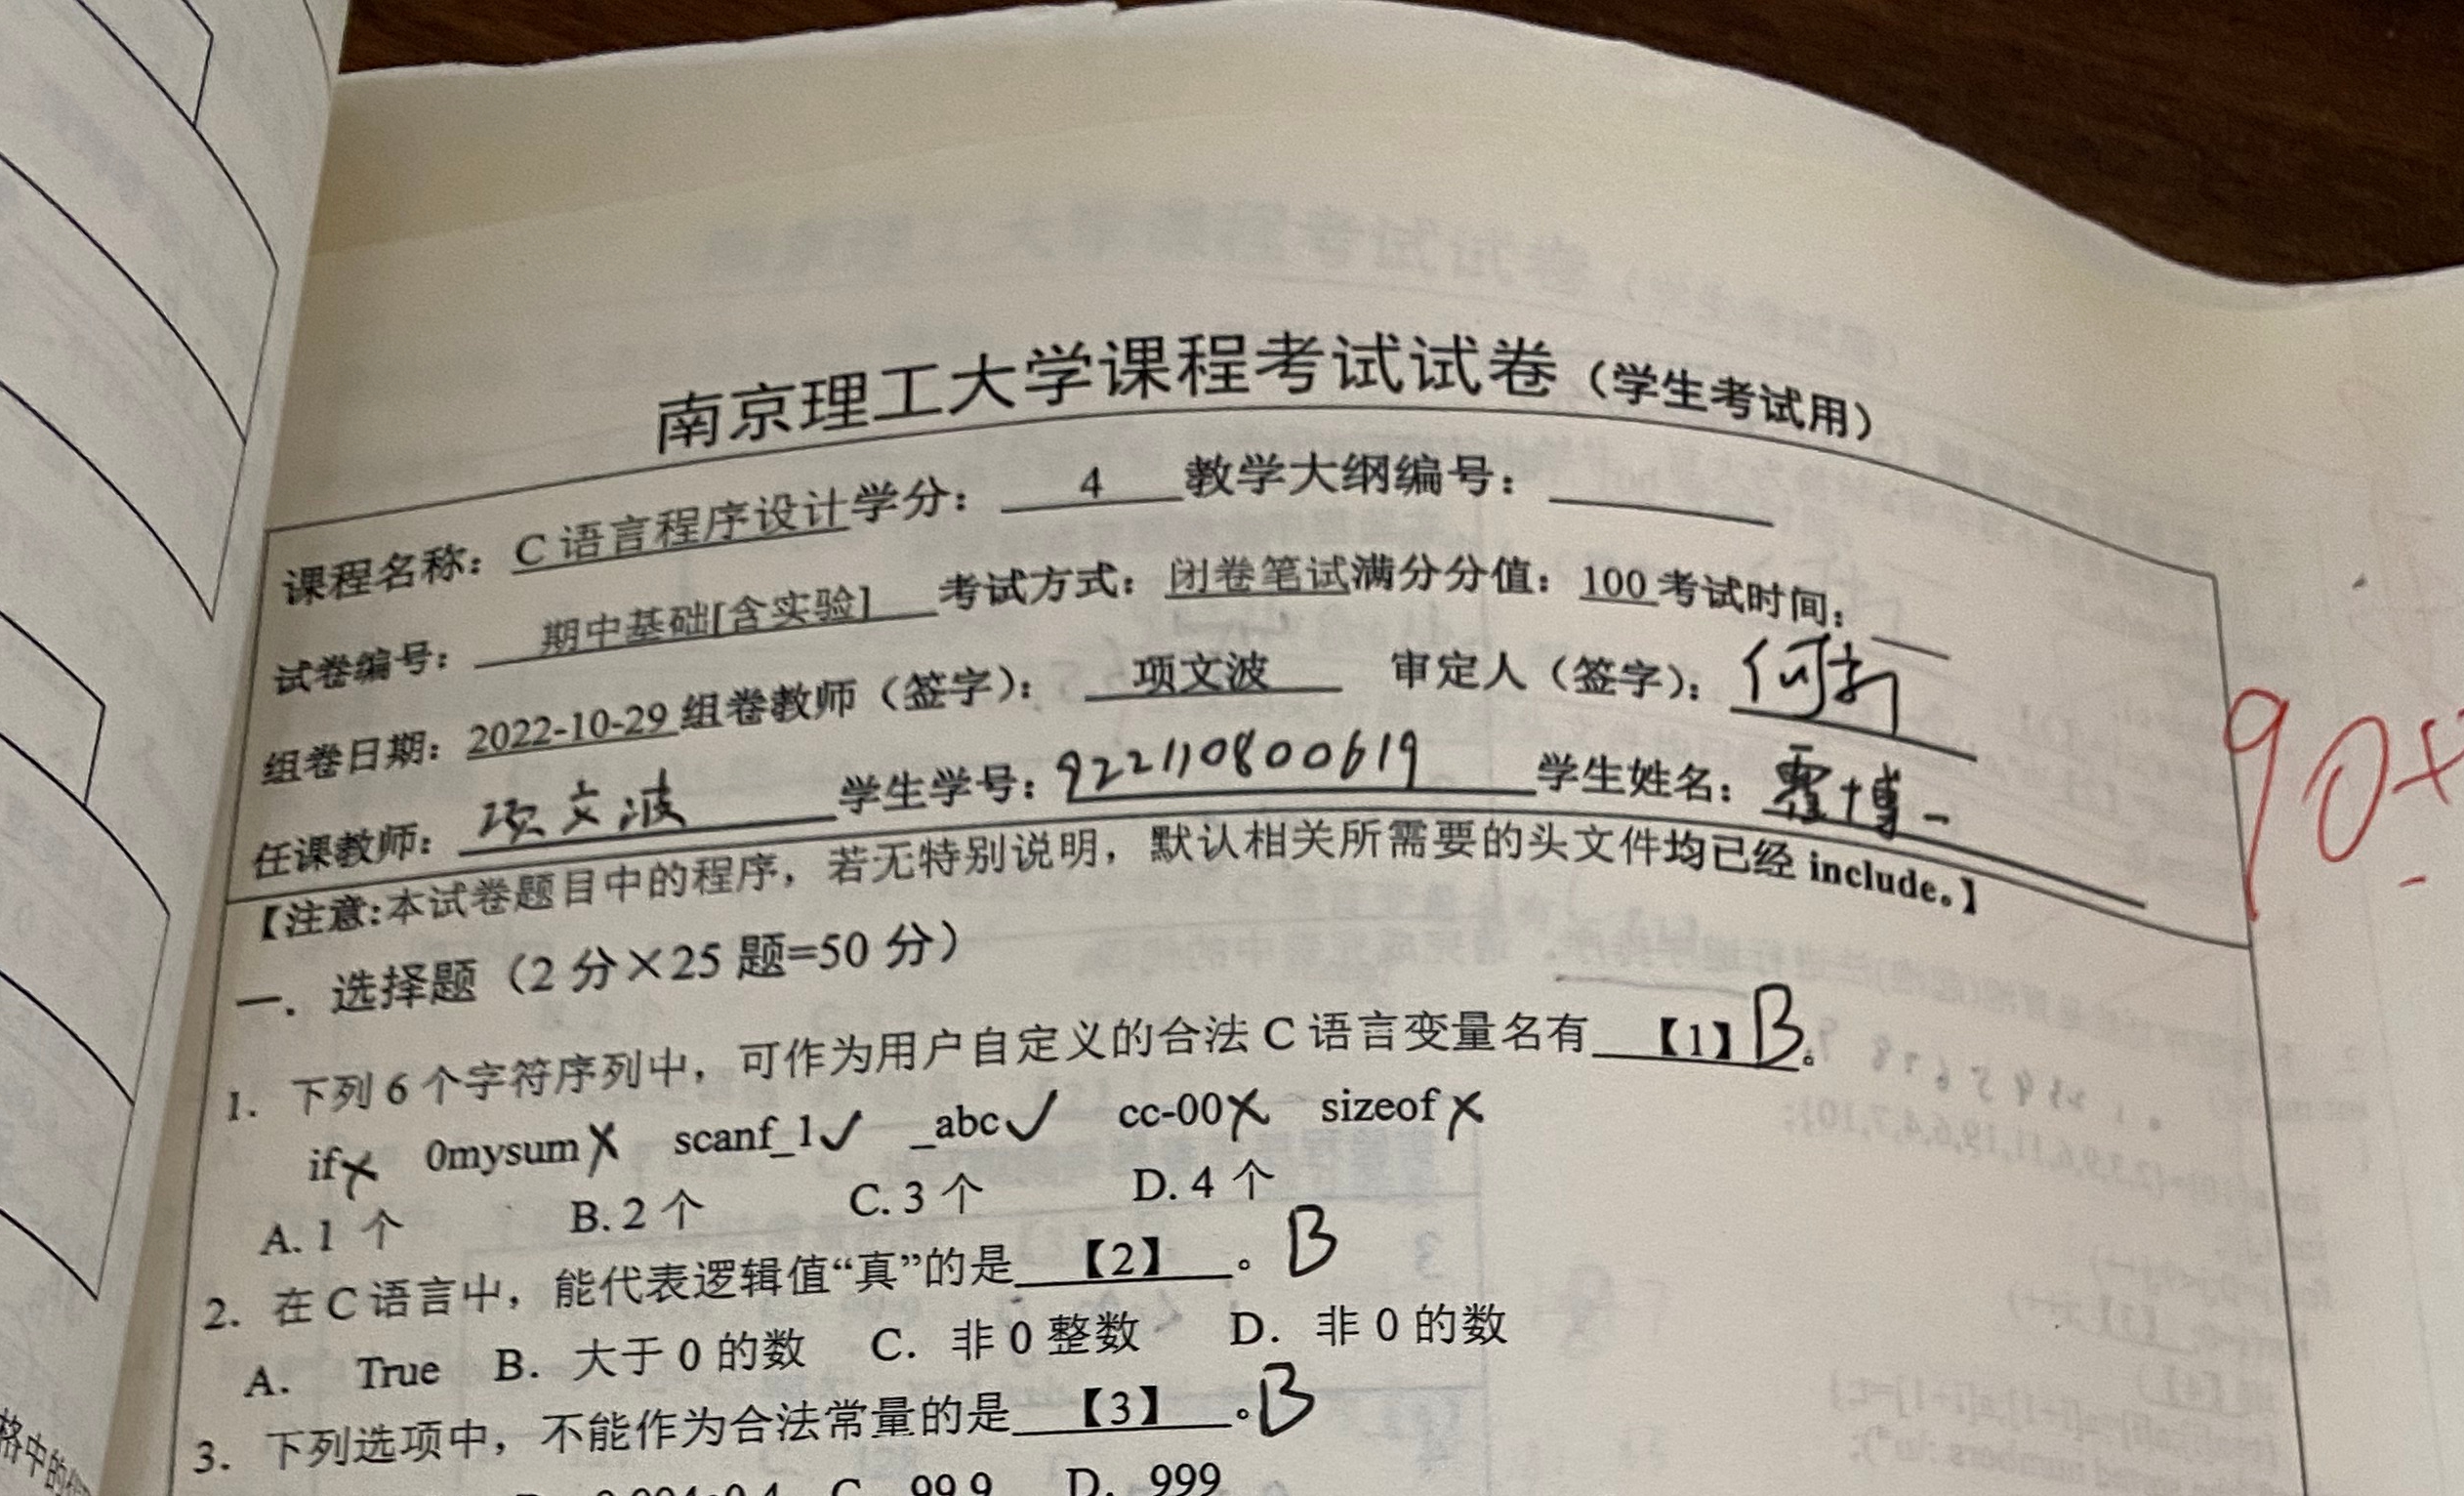 南京理工大学课程考试试卷（学生考试用）
课程名称：C 语言程序设计学分： 4 教学大纲编号：
试卷编号： 期中基础[含实验] 考试方式：闭卷笔试满分分值：100 考试时间：
组卷日期：2022-10-29 组卷教师（签字）： 项文波 审定人（签字）：何新
任课教师：项文波 学生学号：922110800619 学生姓名：霍博一
【注意:本试卷题目中的程序，若无特别说明，默认相关所需要的头文件均已经 include。】
90+
一．选择题（2 分×25 题=50 分）
1. 下列 6 个字符序列中，可作为用户自定义的合法 C 语言变量名有 【1】B。
if× 0mysum× scanf_1✓ _abc✓ cc-00× sizeof×
A. 1 个 B. 2 个 C. 3 个 D. 4 个
2. 在 C 语言中，能代表逻辑值“真”的是 【2】 。B
A. True B. 大于 0 的数 C. 非 0 整数 D. 非 0 的数
3. 下列选项中，不能作为合法常量的是 【3】 。B
C. 99.9 D. 999
格中的